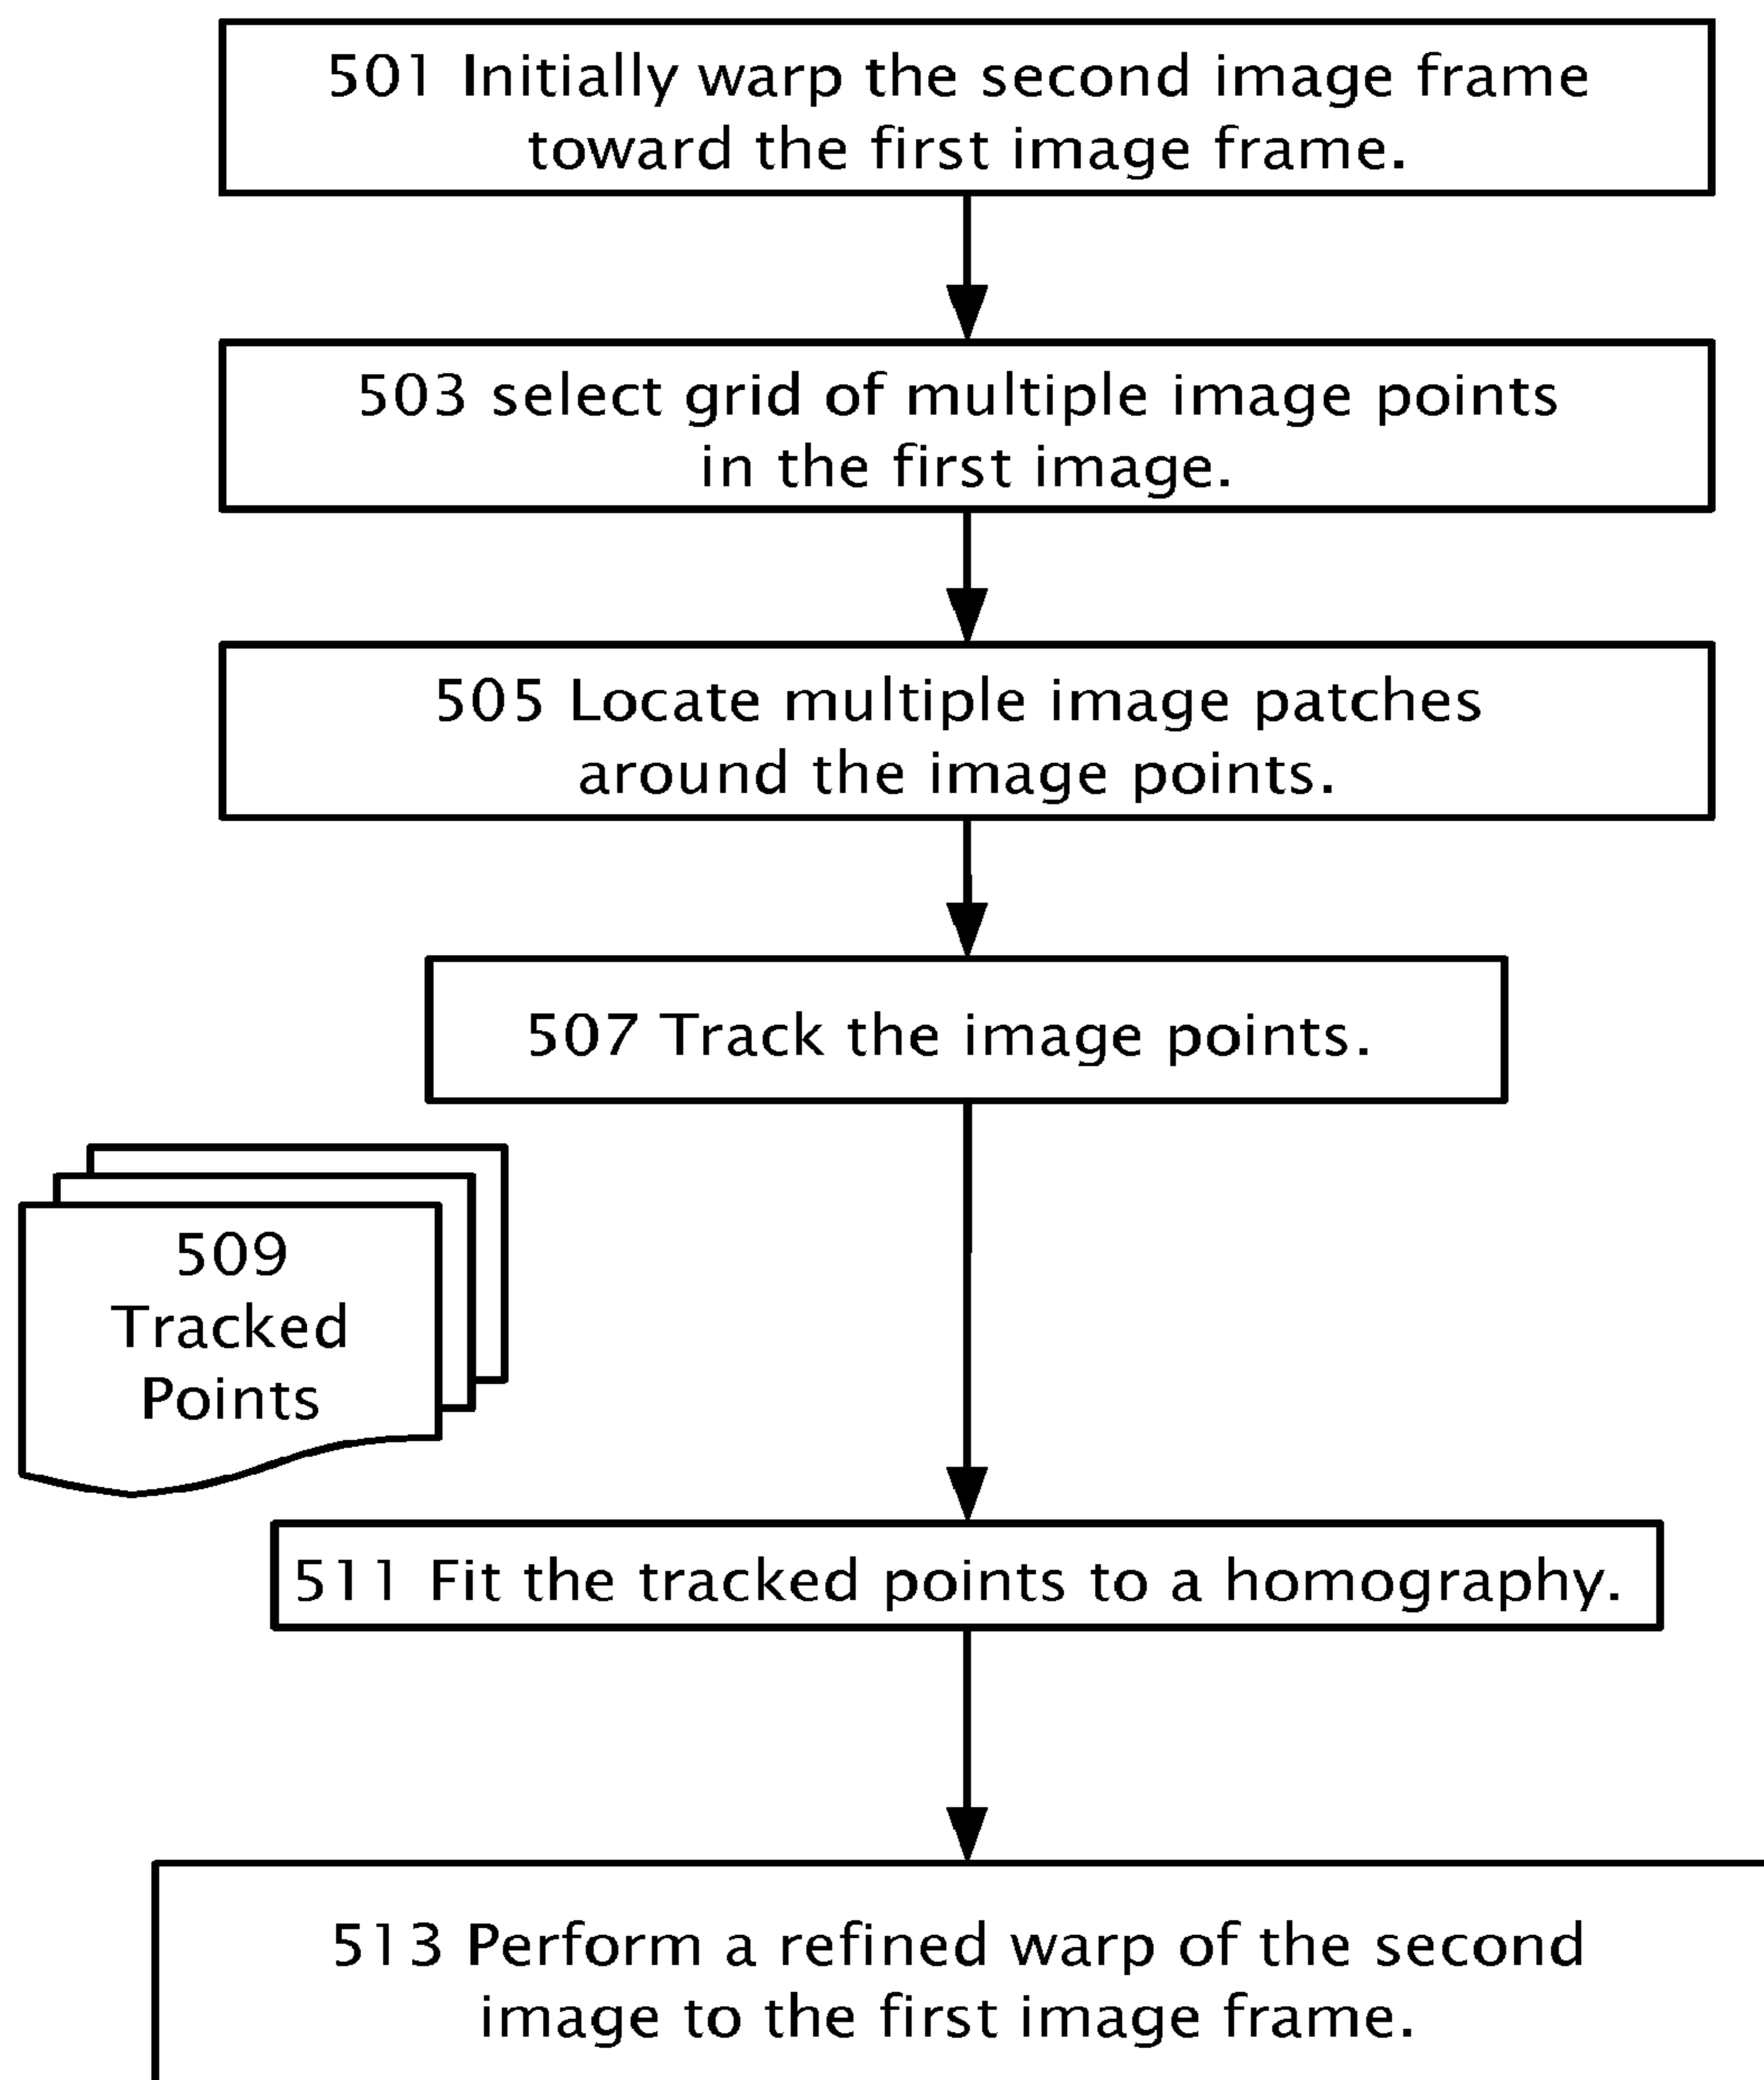 501 Initially warp the second image frame
toward the first image frame.
503 select grid of multiple image points
in the first image.
505 Locate multiple image patches
around the image points.
507 Track the image points.
509
Tracked
Points
511 Fit the tracked points to a homography.
513 Perform a refined warp of the second
image to the first image frame.